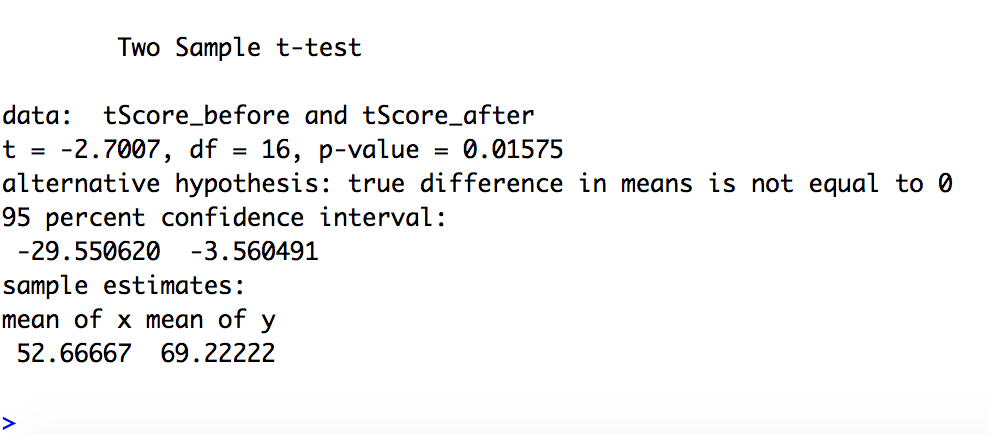 Two Sample t-test
data:  tScore_before and tScore_after
t = -2.7007, df = 16, p-value = 0.01575
alternative hypothesis: true difference in means is not equal to 0
95 percent confidence interval:
 -29.550620  -3.560491
sample estimates:
mean of x mean of y
 52.66667  69.22222
>